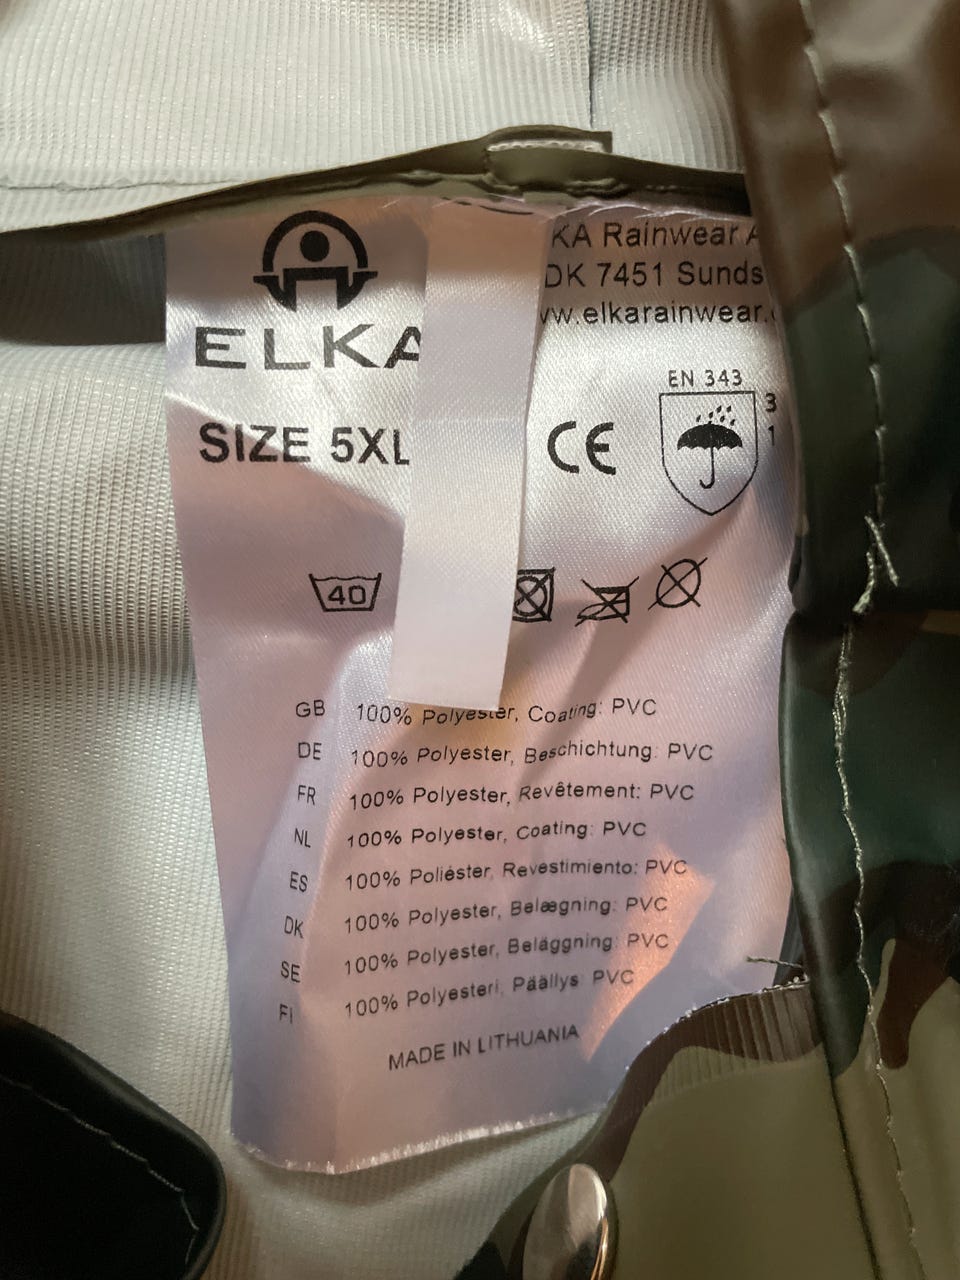 ELKA
KA Rainwear
DK 7451 Sunds
w.elkarainwear.
SIZE 5XL
CE
EN 343
3
1
40
GB 100% Polyester, Coating: PVC
DE 100% Polyester, Beschichtung: PVC
FR 100% Polyester, Revêtement: PVC
NL 100% Polyester, Coating: PVC
ES 100% Poliéster, Revestimiento: PVC
DK 100% Polyester, Belægning: PVC
SE 100% Polyester, Beläggning: PVC
FI 100% Polyesteri, Päällys PVC
MADE IN LITHUANIA